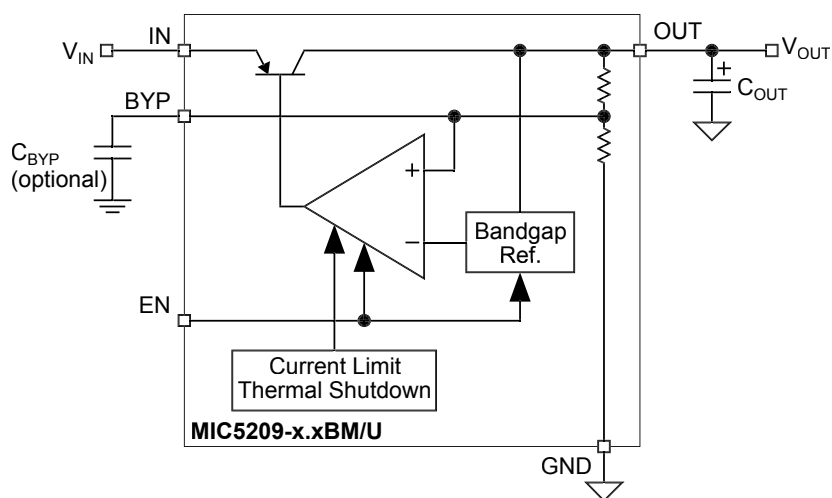 IN
OUT
V_IN
V_OUT
+
C_OUT
BYP
C_BYP
(optional)
+
−
Bandgap
Ref.
EN
Current Limit
Thermal Shutdown
MIC5209-x.xBM/U
GND